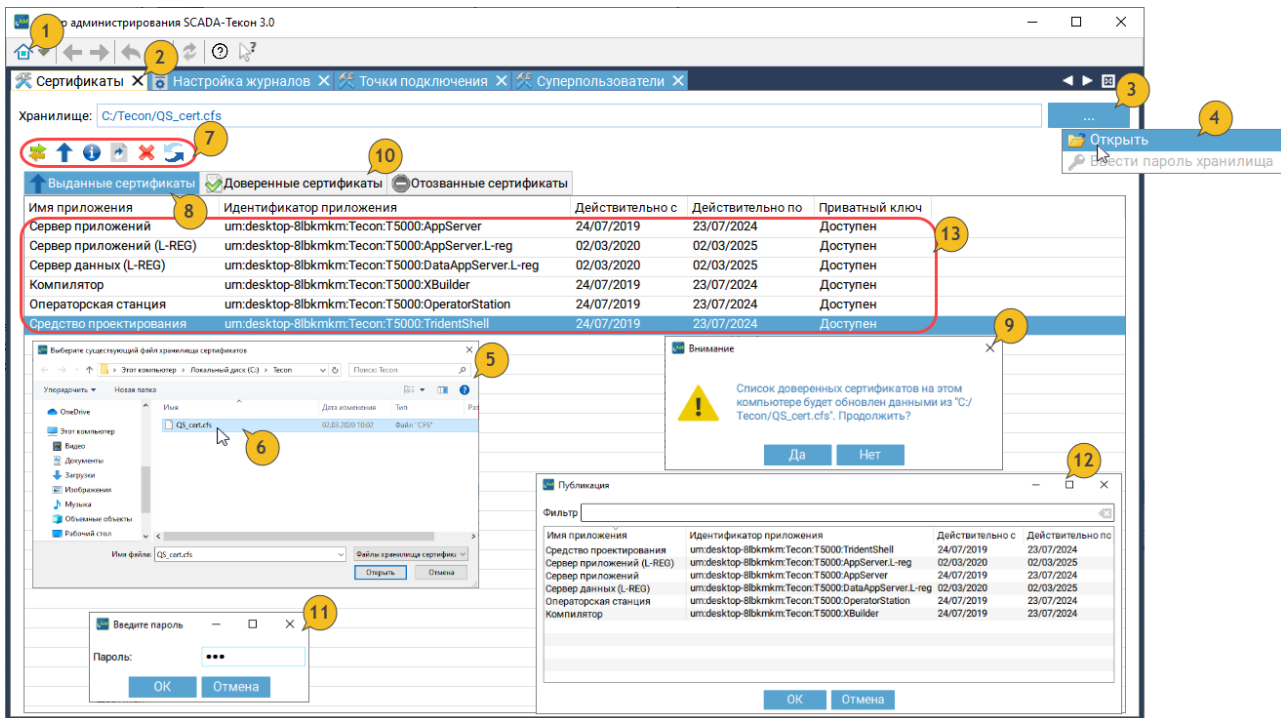 р администрирования SCADA-Текон 3.0
1
2
Сертификаты
Настройка журналов
Точки подключения
Суперпользователи
3
Хранилище: C:/Tecon/QS_cert.cfs
...
4
Открыть
Ввести пароль хранилища
7
10
Выданные сертификаты
Доверенные сертификаты
Отозванные сертификаты
8
Имя приложения Идентификатор приложения Действительно с Действительно по Приватный ключ
Сервер приложений urn:desktop-8lbkmkm:Tecon:T5000:AppServer 24/07/2019 23/07/2024 Доступен
13
Сервер приложений (L-REG) urn:desktop-8lbkmkm:Tecon:T5000:AppServer.L-reg 02/03/2020 02/03/2025 Доступен
Сервер данных (L-REG) urn:desktop-8lbkmkm:Tecon:T5000:DataAppServer.L-reg 02/03/2020 02/03/2025 Доступен
Компилятор urn:desktop-8lbkmkm:Tecon:T5000:XBuilder 24/07/2019 23/07/2024 Доступен
Операторская станция urn:desktop-8lbkmkm:Tecon:T5000:OperatorStation 24/07/2019 23/07/2024 Доступен
Средство проектирования urn:desktop-8lbkmkm:Tecon:T5000:TridentShell 24/07/2019 23/07/2024 Доступен
Выберите существующий файл хранилища сертификатов
5
Этот компьютер › Локальный диск (C:) › Tecon
Поиск: Tecon
Упорядочить Новая папка
Имя Дата изменения Тип Раз
QS_cert.cfs 02.03.2020 10:02 Файл "CFS"
6
OneDrive
Этот компьютер
Видео
Документы
Загрузки
Изображения
Музыка
Объемные объекты
Рабочий стол
Имя файла: QS_cert.cfs Файлы хранилища сертифик
Открыть Отмена
9
Внимание
Список доверенных сертификатов на этом
компьютере будет обновлен данными из "C:/
Tecon/QS_cert.cfs". Продолжить?
Да Нет
11
Введите пароль
Пароль: •••
OK Отмена
12
Публикация
Фильтр
Имя приложения Идентификатор приложения Действительно с Действительно по
Средство проектирования urn:desktop-8lbkmkm:Tecon:T5000:TridentShell 24/07/2019 23/07/2024
Сервер приложений (L-REG) urn:desktop-8lbkmkm:Tecon:T5000:AppServer.L-reg 02/03/2020 02/03/2025
Сервер приложений urn:desktop-8lbkmkm:Tecon:T5000:AppServer 24/07/2019 23/07/2024
Сервер данных (L-REG) urn:desktop-8lbkmkm:Tecon:T5000:DataAppServer.L-reg 02/03/2020 02/03/2025
Операторская станция urn:desktop-8lbkmkm:Tecon:T5000:OperatorStation 24/07/2019 23/07/2024
Компилятор urn:desktop-8lbkmkm:Tecon:T5000:XBuilder 24/07/2019 23/07/2024
OK Отмена